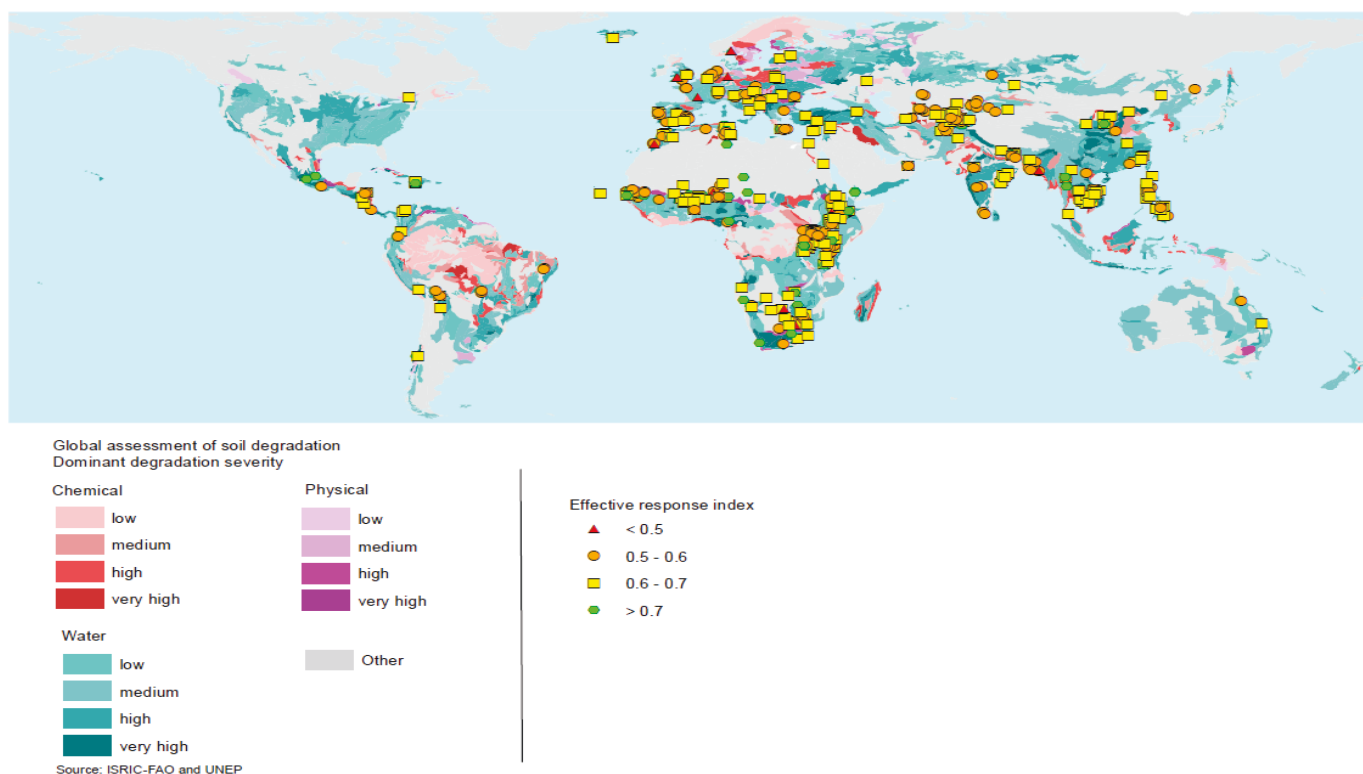 Global assessment of soil degradation
Dominant degradation severity
Chemical
low
medium
high
very high
Physical
low
medium
high
very high
Water
low
medium
high
very high
Other
Effective response index
< 0.5
0.5 - 0.6
0.6 - 0.7
> 0.7
Source: ISRIC-FAO and UNEP